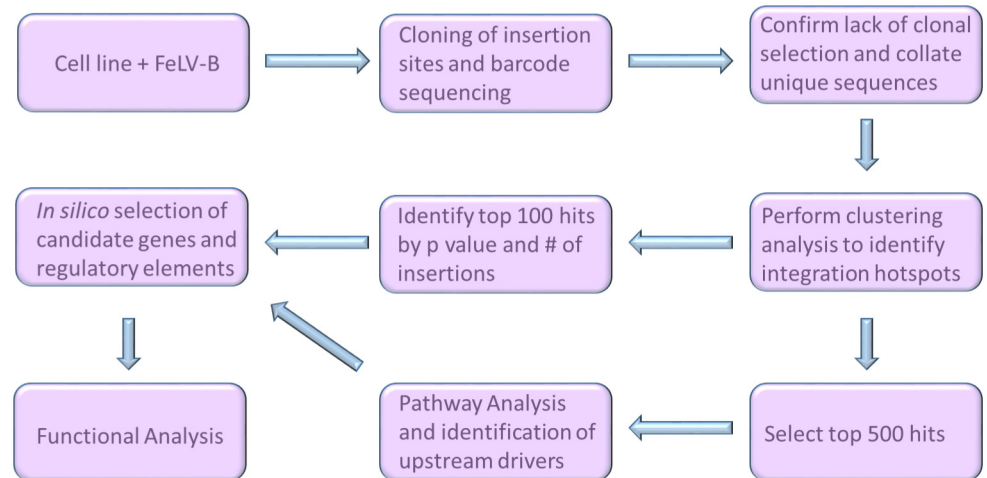 Cell line + FeLV-B
Cloning of insertion
sites and barcode
sequencing
Confirm lack of clonal
selection and collate
unique sequences
Perform clustering
analysis to identify
integration hotspots
Identify top 100 hits
by p value and # of
insertions
In silico selection of
candidate genes and
regulatory elements
Select top 500 hits
Pathway Analysis
and identification of
upstream drivers
Functional Analysis